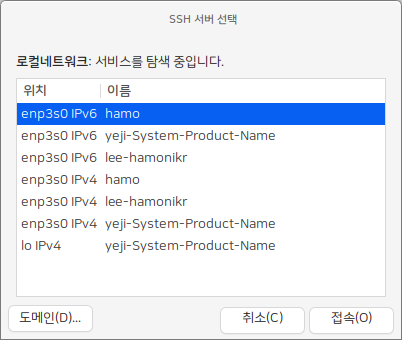 SSH 서버 선택
로컬네트워크: 서비스를 탐색 중입니다.
위치 이름
enp3s0 IPv6 hamo
enp3s0 IPv6 yeji-System-Product-Name
enp3s0 IPv6 lee-hamonikr
enp3s0 IPv4 hamo
enp3s0 IPv4 lee-hamonikr
enp3s0 IPv4 yeji-System-Product-Name
lo IPv4 yeji-System-Product-Name
도메인(D)... 취소(C) 접속(O)